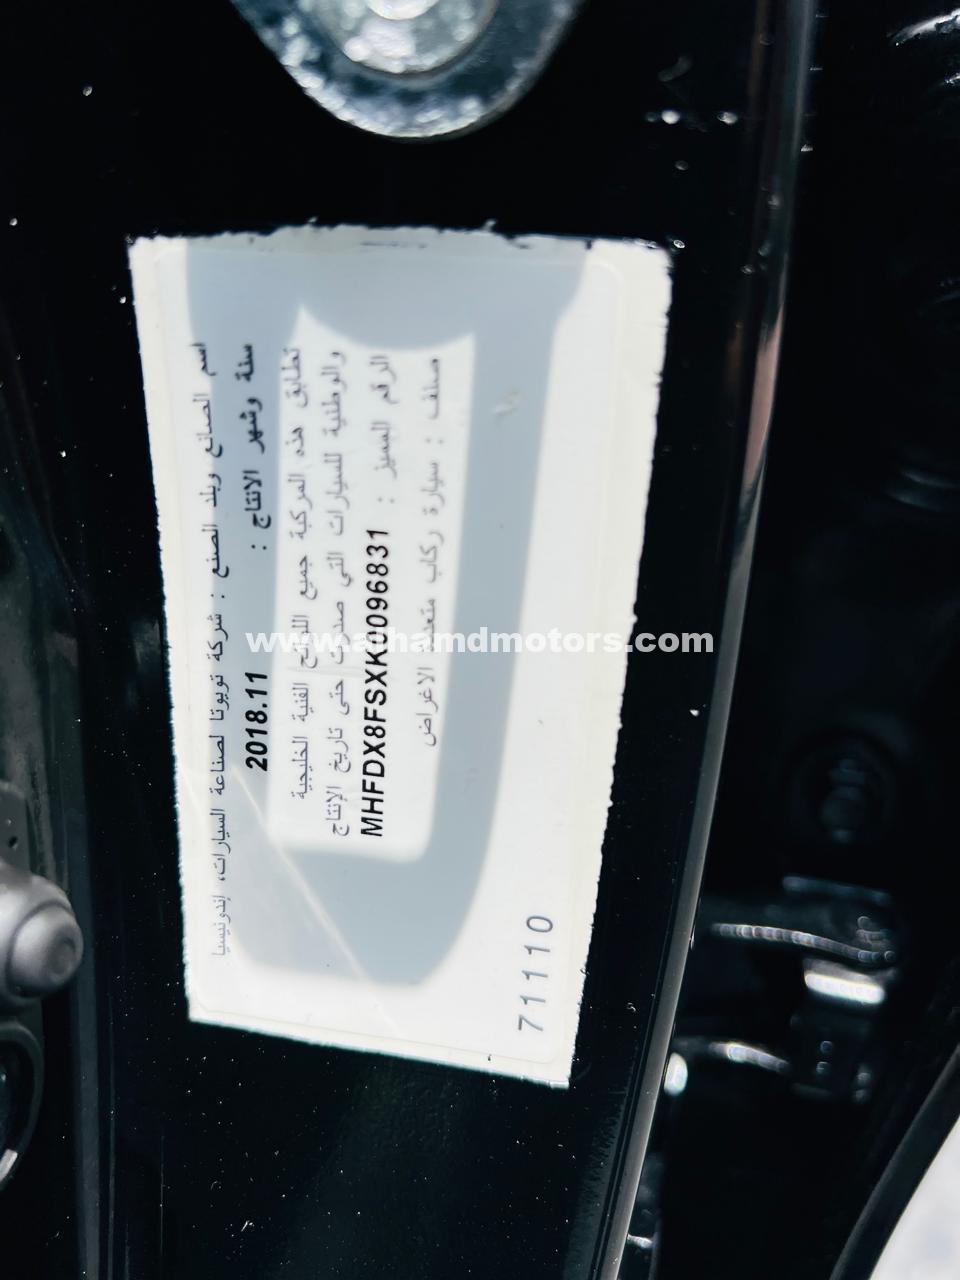 اسم الصانع وبلد الصنع : شركة تويوتا لصناعة السيارات، إندونيسيا
سنة وشهر الانتاج : 2018.11
تطابق هذه المركبة جميع اللوائح الفنية الخليجية
والوطنية للسيارات التي صدرت حتى تاريخ الإنتاج
الرقم المميز : MHFDX8FSXK0096831
صنف : سيارة ركاب متعددة الاغراض
71110
www.alhamdmotors.com